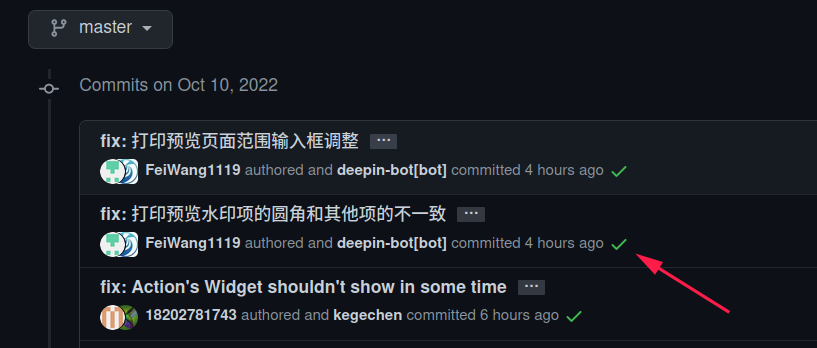 master
Commits on Oct 10, 2022
fix: 打印预览页面范围输入框调整 ...
FeiWang1119 authored and deepin-bot[bot] committed 4 hours ago
fix: 打印预览水印项的圆角和其他项的不一致 ...
FeiWang1119 authored and deepin-bot[bot] committed 4 hours ago
fix: Action's Widget shouldn't show in some time ...
18202781743 authored and kegechen committed 6 hours ago